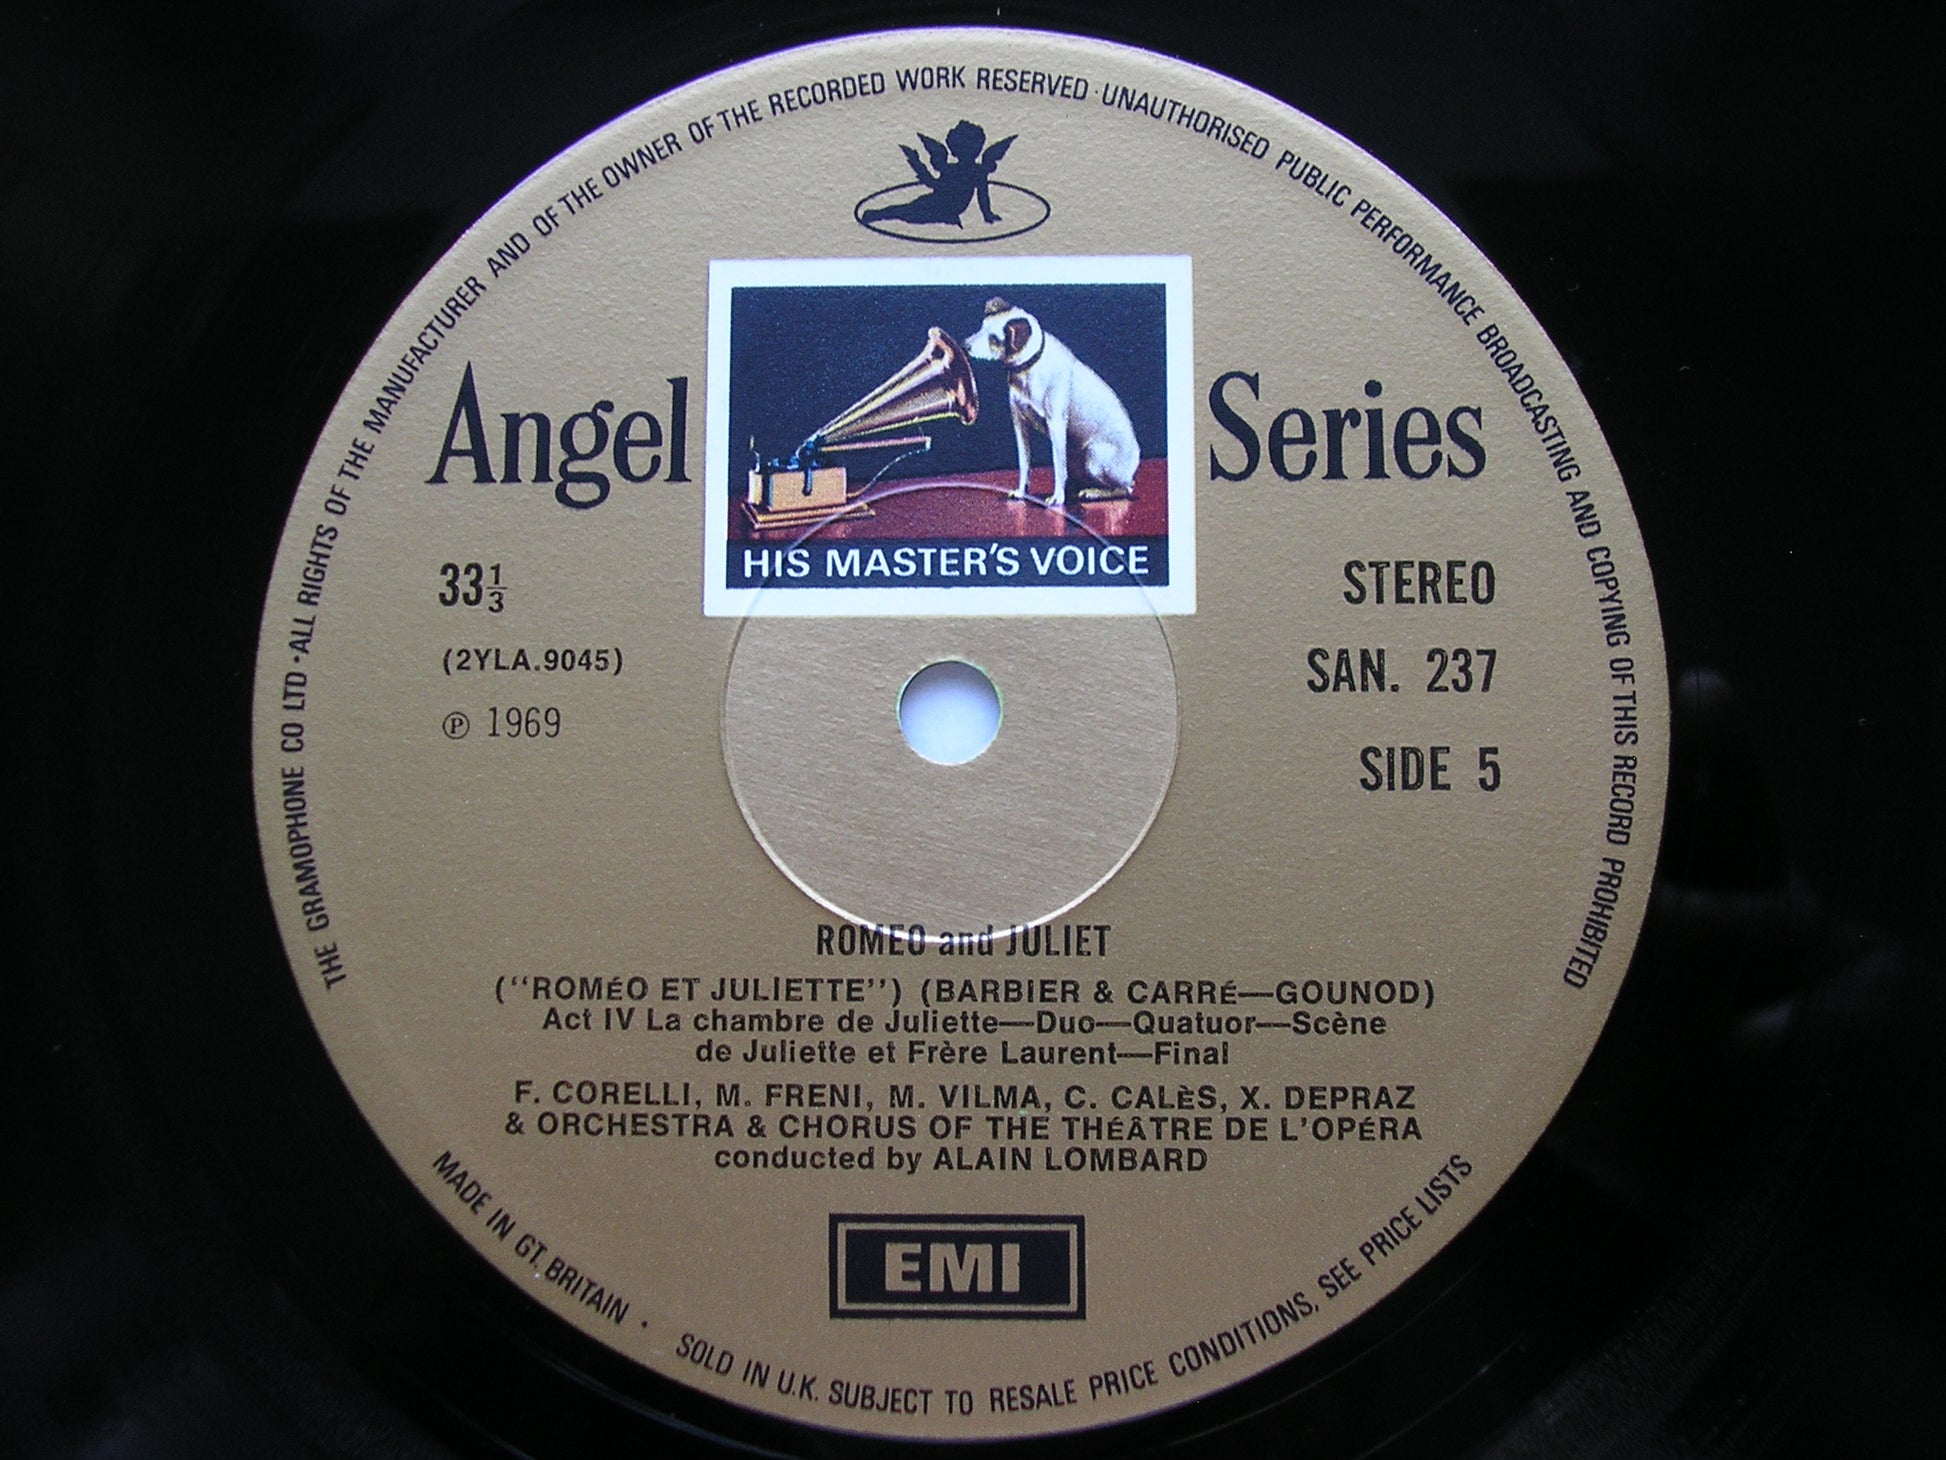 THE GRAMOPHONE CO LTD · ALL RIGHTS OF THE MANUFACTURER AND OF THE OWNER OF THE RECORDED WORK RESERVED · UNAUTHORISED PUBLIC PERFORMANCE BROADCASTING AND COPYING OF THIS RECORD PROHIBITED
Angel Series
HIS MASTER'S VOICE
33⅓
STEREO
(2YLA.9045)
SAN. 237
℗ 1969
SIDE 5
ROMEO and JULIET
("ROMéO ET JULIETTE") (BARBIER & CARRé—GOUNOD)
Act IV La chambre de Juliette—Duo—Quatuor—Scène
de Juliette et Frère Laurent—Final
F. CORELLI, M. FRENI, M. VILMA, C. CALèS, X. DEPRAZ
& ORCHESTRA & CHORUS OF THE THéÂTRE DE L'OPéRA
conducted by ALAIN LOMBARD
EMI
MADE IN GT. BRITAIN · SOLD IN U.K. SUBJECT TO RESALE PRICE CONDITIONS, SEE PRICE LISTS